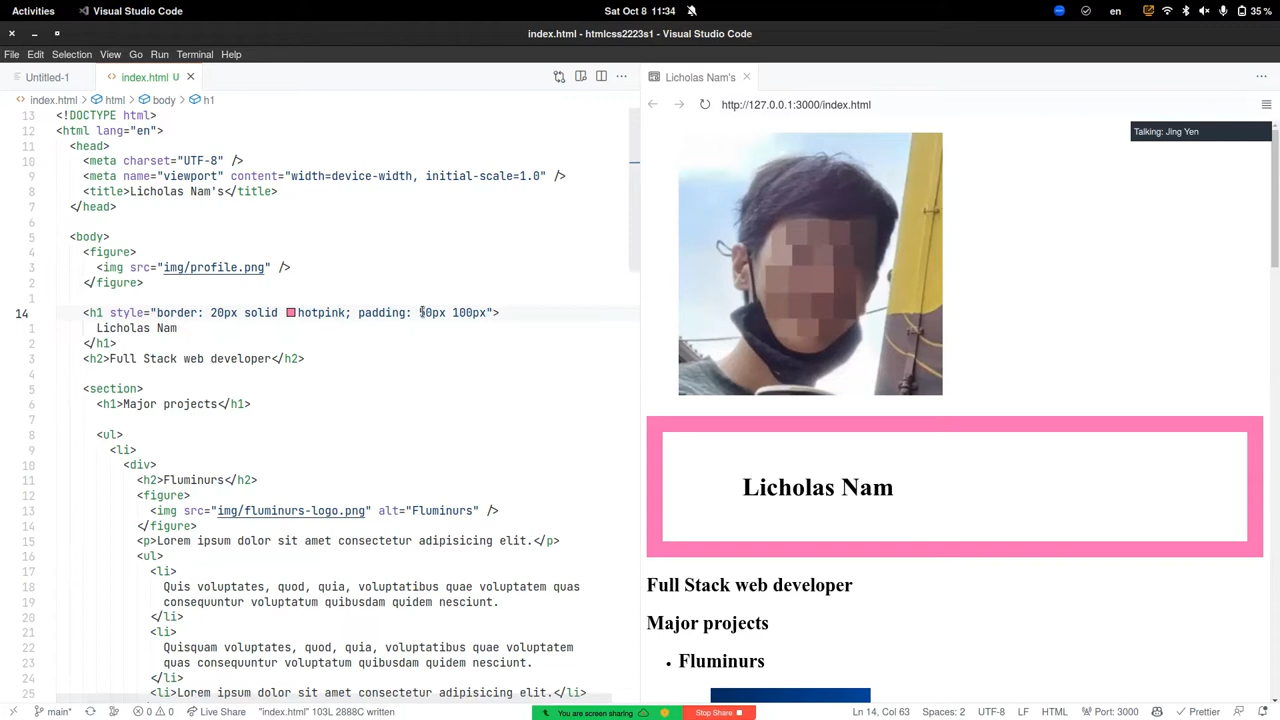 Activities
Visual Studio Code
Sat Oct 8 11:34
en
35 %
index.html - htmlcss2223s1 - Visual Studio Code
File Edit Selection View Go Run Terminal Help
Untitled-1
index.html U
Licholas Nam's
index.html > html > body > h1
http://127.0.0.1:3000/index.html
Talking: Jing Yen
13 <!DOCTYPE html>
12 <html lang="en">
11 <head>
10 <meta charset="UTF-8" />
9 <meta name="viewport" content="width=device-width, initial-scale=1.0" />
8 <title>Licholas Nam's</title>
7 </head>
6
5 <body>
4 <figure>
3 <img src="img/profile.png" />
2 </figure>
1
14 <h1 style="border: 20px solid hotpink; padding: 50px 100px">
1 Licholas Nam
2 </h1>
3 <h2>Full Stack web developer</h2>
4
5 <section>
6 <h1>Major projects</h1>
7
8 <ul>
9 <li>
10 <div>
11 <h2>Fluminurs</h2>
12 <figure>
13 <img src="img/fluminurs-logo.png" alt="Fluminurs" />
14 </figure>
15 <p>Lorem ipsum dolor sit amet consectetur adipisicing elit.</p>
16 <ul>
17 <li>
18 Quis voluptates, quod, quia, voluptatibus quae voluptatem quas
19 consequuntur voluptatum quibusdam quidem nesciunt.
20 </li>
21 <li>
22 Quisquam voluptates, quod, quia, voluptatibus quae voluptatem
23 quas consequuntur voluptatum quibusdam quidem nesciunt.
24 </li>
25 <li>Lorem ipsum dolor sit amet consectetur adipisicing elit.</li>
Licholas Nam
Full Stack web developer
Major projects
• Fluminurs
main*
0 0
Live Share
"index.html" 103L 2888C written
You are screen sharing
Stop Share
Ln 14, Col 63
Spaces: 2
UTF-8
LF
HTML
Port: 3000
Prettier